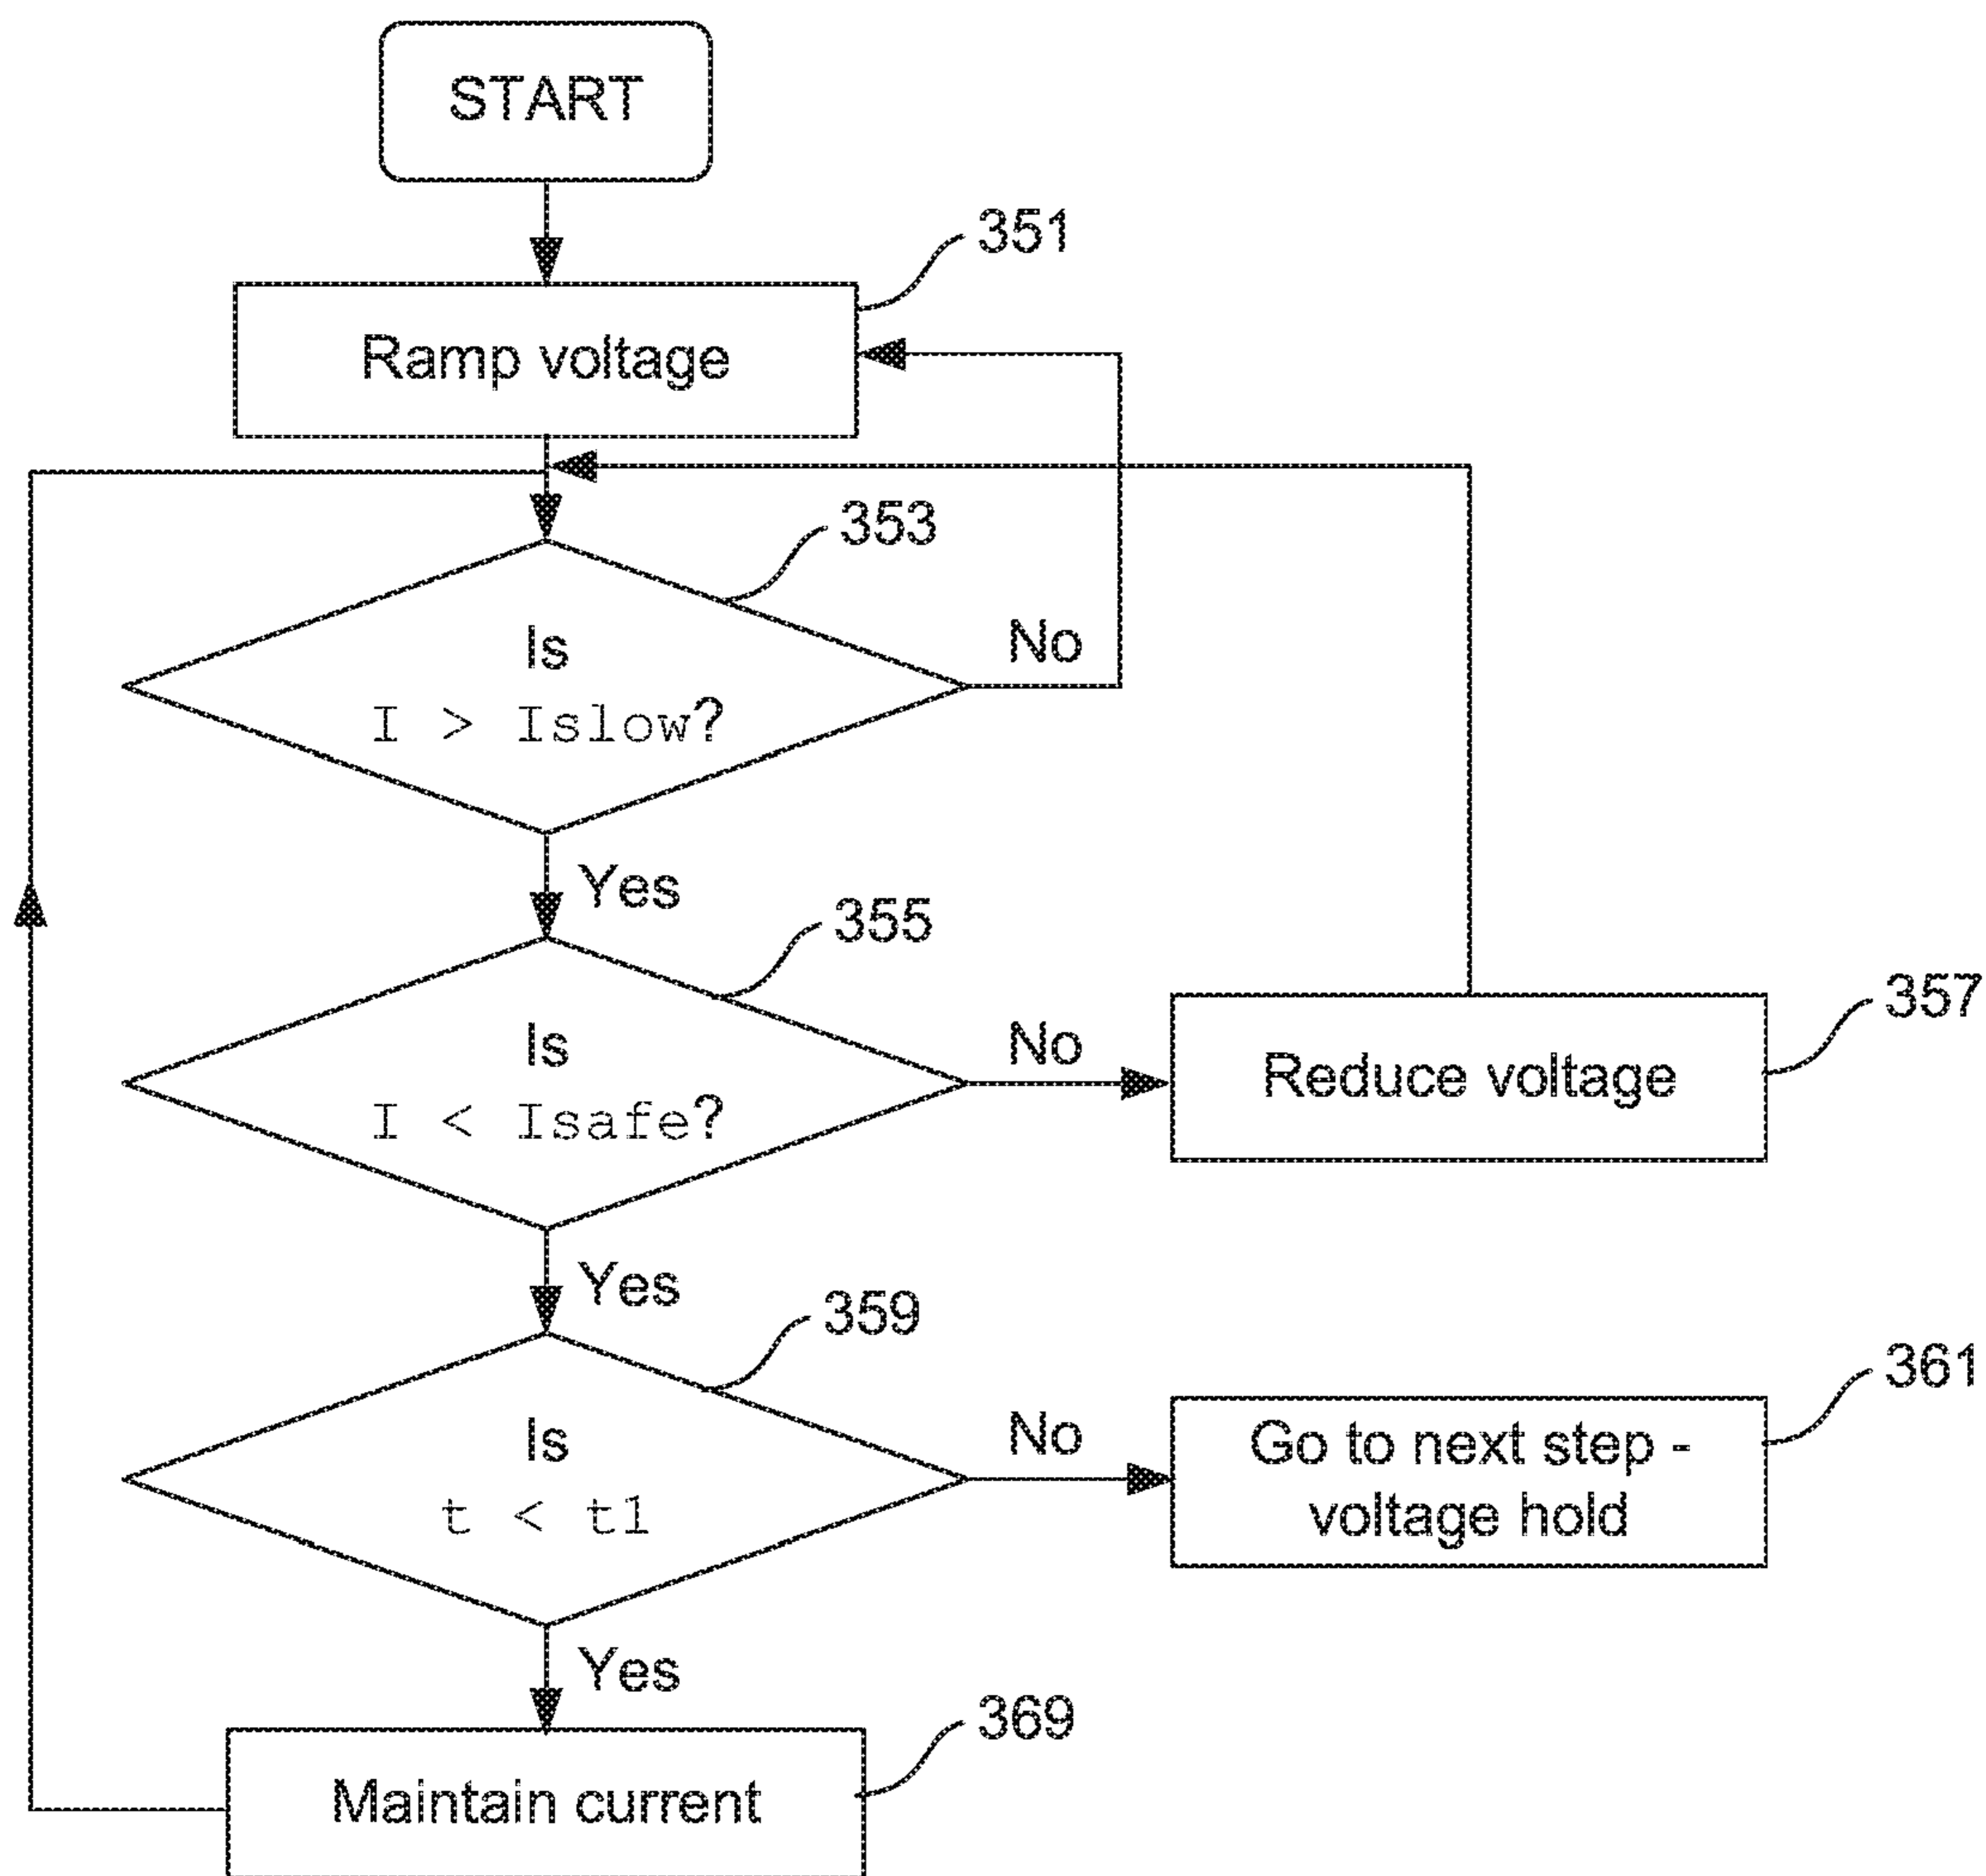 START
351
Ramp voltage
353
Is
I > Islow?
No
Yes
355
Is
I < Isafe?
No
357
Reduce voltage
Yes
359
Is
t < t1
No
361
Go to next step -
voltage hold
Yes
369
Maintain current